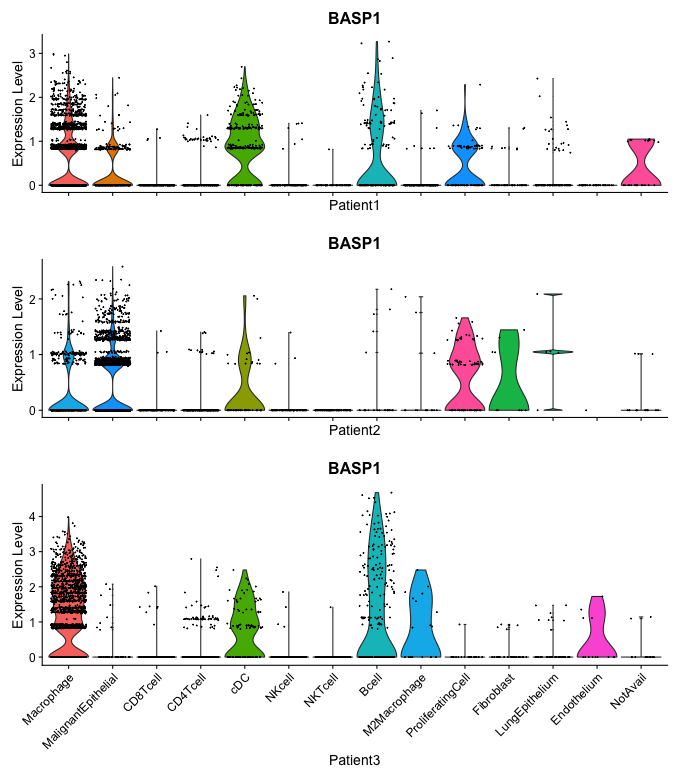 BASP1
3
2
1
0
Expression Level
Patient1
BASP1
2
1
0
Expression Level
Patient2
BASP1
4
3
2
1
0
Expression Level
Macrophage
MalignantEpithelial
CD8Tcell
CD4Tcell
cDC
NKcell
NKTcell
Bcell
M2Macrophage
ProliferatingCell
Fibroblast
LungEpithelium
Endothelium
NotAvail
Patient3